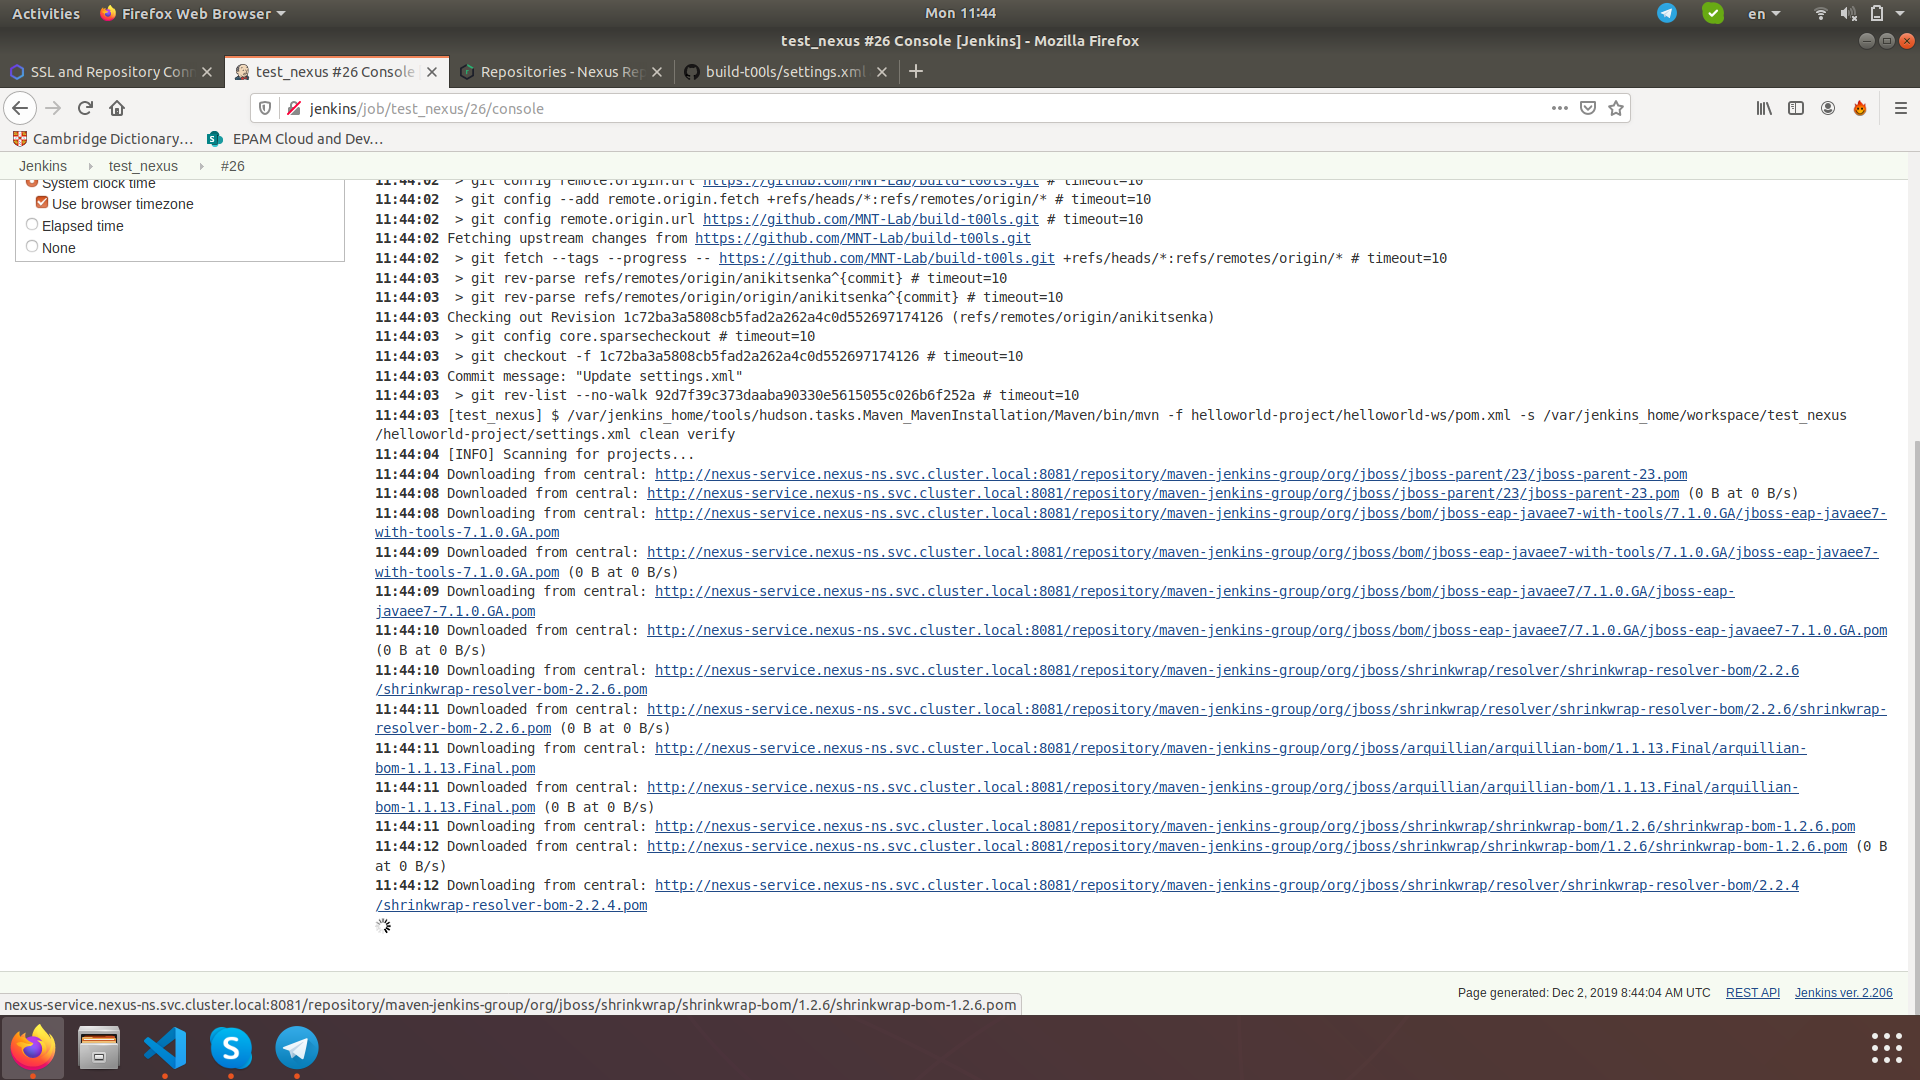 Activities
Firefox Web Browser
Mon 11:44
en
test_nexus #26 Console [Jenkins] - Mozilla Firefox
SSL and Repository Con
test_nexus #26 Console
Repositories - Nexus Rep
build-t00ls/settings.xml
jenkins/job/test_nexus/26/console
Cambridge Dictionary…
EPAM Cloud and Dev…
Jenkins
test_nexus
#26
System clock time
Use browser timezone
Elapsed time
None
11:44:02 > git config remote.origin.url https://github.com/MNT-Lab/build-t00ls.git # timeout=10
11:44:02 > git config --add remote.origin.fetch +refs/heads/*:refs/remotes/origin/* # timeout=10
11:44:02 > git config remote.origin.url https://github.com/MNT-Lab/build-t00ls.git # timeout=10
11:44:02 Fetching upstream changes from https://github.com/MNT-Lab/build-t00ls.git
11:44:02 > git fetch --tags --progress -- https://github.com/MNT-Lab/build-t00ls.git +refs/heads/*:refs/remotes/origin/* # timeout=10
11:44:03 > git rev-parse refs/remotes/origin/anikitsenka^{commit} # timeout=10
11:44:03 > git rev-parse refs/remotes/origin/origin/anikitsenka^{commit} # timeout=10
11:44:03 Checking out Revision 1c72ba3a5808cb5fad2a262a4c0d552697174126 (refs/remotes/origin/anikitsenka)
11:44:03 > git config core.sparsecheckout # timeout=10
11:44:03 > git checkout -f 1c72ba3a5808cb5fad2a262a4c0d552697174126 # timeout=10
11:44:03 Commit message: "Update settings.xml"
11:44:03 > git rev-list --no-walk 92d7f39c373daaba90330e5615055c026b6f252a # timeout=10
11:44:03 [test_nexus] $ /var/jenkins_home/tools/hudson.tasks.Maven_MavenInstallation/Maven/bin/mvn -f helloworld-project/helloworld-ws/pom.xml -s /var/jenkins_home/workspace/test_nexus
/helloworld-project/settings.xml clean verify
11:44:04 [INFO] Scanning for projects...
11:44:04 Downloading from central: http://nexus-service.nexus-ns.svc.cluster.local:8081/repository/maven-jenkins-group/org/jboss/jboss-parent/23/jboss-parent-23.pom
11:44:08 Downloaded from central: http://nexus-service.nexus-ns.svc.cluster.local:8081/repository/maven-jenkins-group/org/jboss/jboss-parent/23/jboss-parent-23.pom (0 B at 0 B/s)
11:44:08 Downloading from central: http://nexus-service.nexus-ns.svc.cluster.local:8081/repository/maven-jenkins-group/org/jboss/bom/jboss-eap-javaee7-with-tools/7.1.0.GA/jboss-eap-javaee7-
with-tools-7.1.0.GA.pom
11:44:09 Downloaded from central: http://nexus-service.nexus-ns.svc.cluster.local:8081/repository/maven-jenkins-group/org/jboss/bom/jboss-eap-javaee7-with-tools/7.1.0.GA/jboss-eap-javaee7-
with-tools-7.1.0.GA.pom (0 B at 0 B/s)
11:44:09 Downloading from central: http://nexus-service.nexus-ns.svc.cluster.local:8081/repository/maven-jenkins-group/org/jboss/bom/jboss-eap-javaee7/7.1.0.GA/jboss-eap-
javaee7-7.1.0.GA.pom
11:44:10 Downloaded from central: http://nexus-service.nexus-ns.svc.cluster.local:8081/repository/maven-jenkins-group/org/jboss/bom/jboss-eap-javaee7/7.1.0.GA/jboss-eap-javaee7-7.1.0.GA.pom
(0 B at 0 B/s)
11:44:10 Downloading from central: http://nexus-service.nexus-ns.svc.cluster.local:8081/repository/maven-jenkins-group/org/jboss/shrinkwrap/resolver/shrinkwrap-resolver-bom/2.2.6
/shrinkwrap-resolver-bom-2.2.6.pom
11:44:11 Downloaded from central: http://nexus-service.nexus-ns.svc.cluster.local:8081/repository/maven-jenkins-group/org/jboss/shrinkwrap/resolver/shrinkwrap-resolver-bom/2.2.6/shrinkwrap-
resolver-bom-2.2.6.pom (0 B at 0 B/s)
11:44:11 Downloading from central: http://nexus-service.nexus-ns.svc.cluster.local:8081/repository/maven-jenkins-group/org/jboss/arquillian/arquillian-bom/1.1.13.Final/arquillian-
bom-1.1.13.Final.pom
11:44:11 Downloaded from central: http://nexus-service.nexus-ns.svc.cluster.local:8081/repository/maven-jenkins-group/org/jboss/arquillian/arquillian-bom/1.1.13.Final/arquillian-
bom-1.1.13.Final.pom (0 B at 0 B/s)
11:44:11 Downloading from central: http://nexus-service.nexus-ns.svc.cluster.local:8081/repository/maven-jenkins-group/org/jboss/shrinkwrap/shrinkwrap-bom/1.2.6/shrinkwrap-bom-1.2.6.pom
11:44:12 Downloaded from central: http://nexus-service.nexus-ns.svc.cluster.local:8081/repository/maven-jenkins-group/org/jboss/shrinkwrap/shrinkwrap-bom/1.2.6/shrinkwrap-bom-1.2.6.pom (0 B
at 0 B/s)
11:44:12 Downloading from central: http://nexus-service.nexus-ns.svc.cluster.local:8081/repository/maven-jenkins-group/org/jboss/shrinkwrap/resolver/shrinkwrap-resolver-bom/2.2.4
/shrinkwrap-resolver-bom-2.2.4.pom
Page generated: Dec 2, 2019 8:44:04 AM UTC
REST API
Jenkins ver. 2.206
nexus-service.nexus-ns.svc.cluster.local:8081/repository/maven-jenkins-group/org/jboss/shrinkwrap/shrinkwrap-bom/1.2.6/shrinkwrap-bom-1.2.6.pom